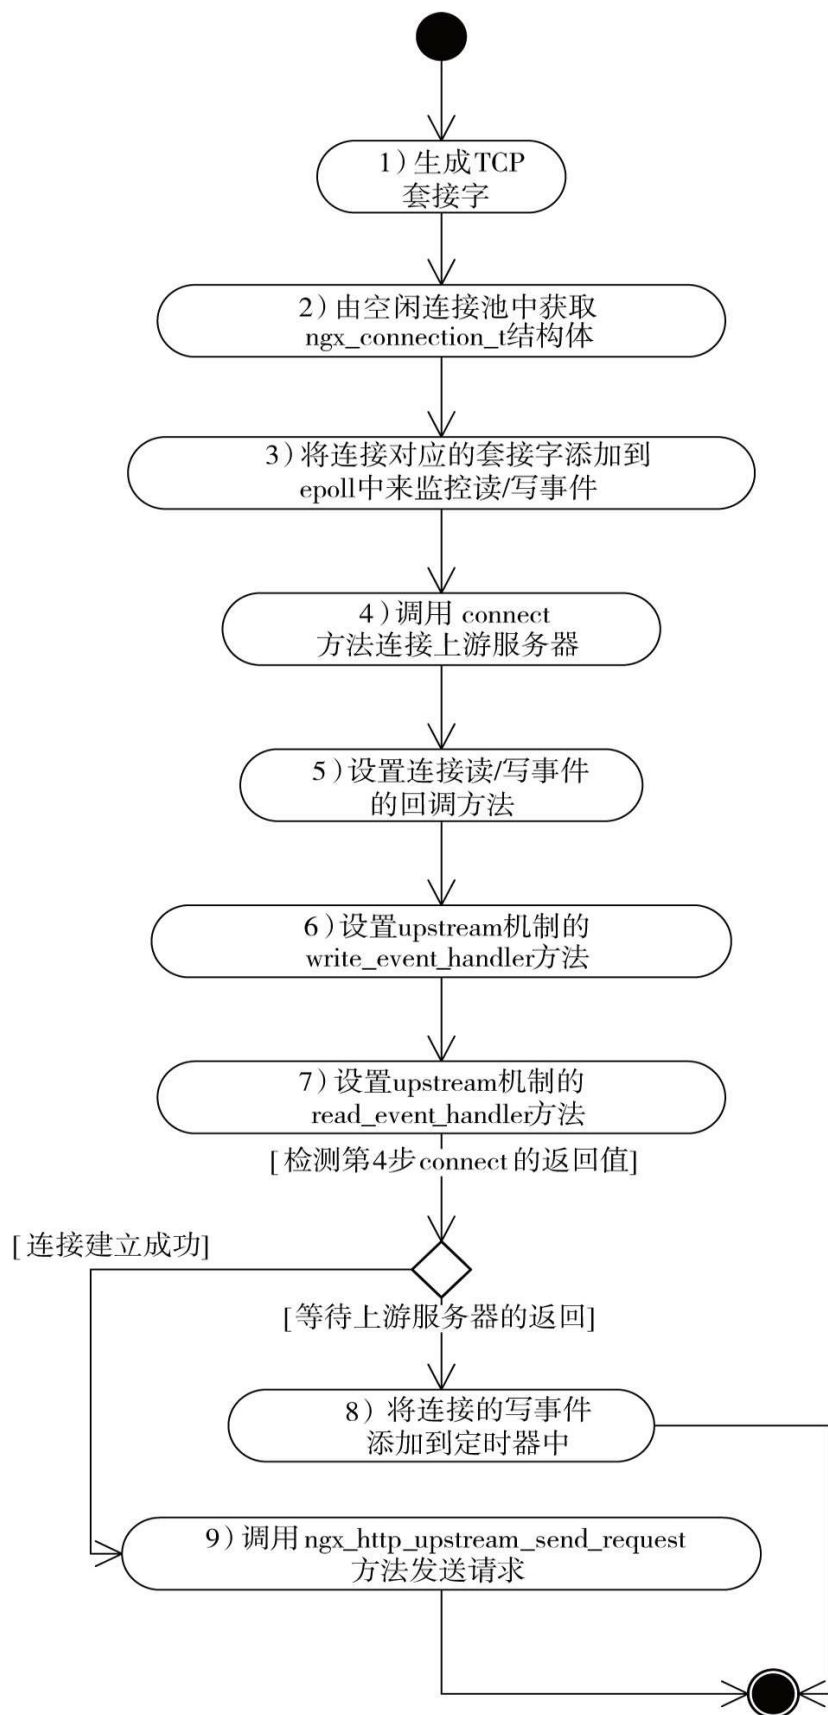 1）生成TCP
套接字
2）由空闲连接池中获取
ngx_connection_t结构体
3）将连接对应的套接字添加到
epoll中来监控读/写事件
4）调用 connect
方法连接上游服务器
5）设置连接读/写事件
的回调方法
6）设置upstream机制的
write_event_handler方法
7）设置upstream机制的
read_event_handler方法
[检测第4步connect的返回值]
[连接建立成功]
[等待上游服务器的返回]
8）将连接的写事件
添加到定时器中
9）调用ngx_http_upstream_send_request
方法发送请求